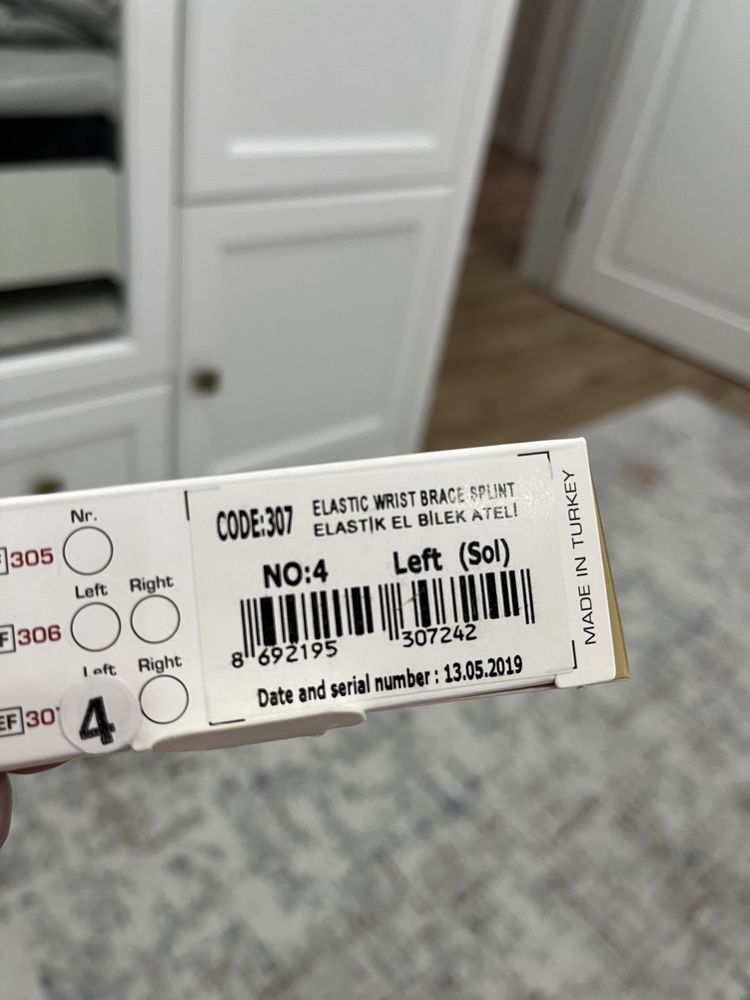 Nr.
305
Left Right
306
Left Right
4
CODE:307
ELASTIC WRIST BRACE SPLINT
ELASTİK EL BİLEK ATELİ
NO:4 Left (Sol)
8 692195 307242
Date and serial number : 13.05.2019
MADE IN TURKEY